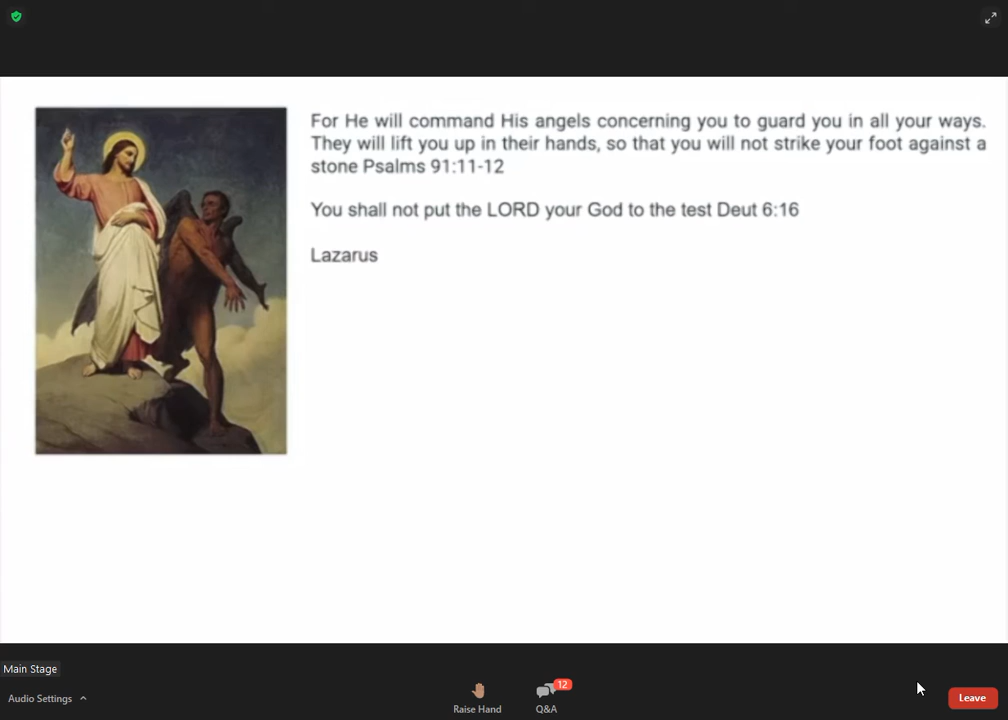 For He will command His angels concerning you to guard you in all your ways.
They will lift you up in their hands, so that you will not strike your foot against a
stone Psalms 91:11-12
You shall not put the LORD your God to the test Deut 6:16
Lazarus
Main Stage
Audio Settings
Raise Hand
12
Q&A
Leave